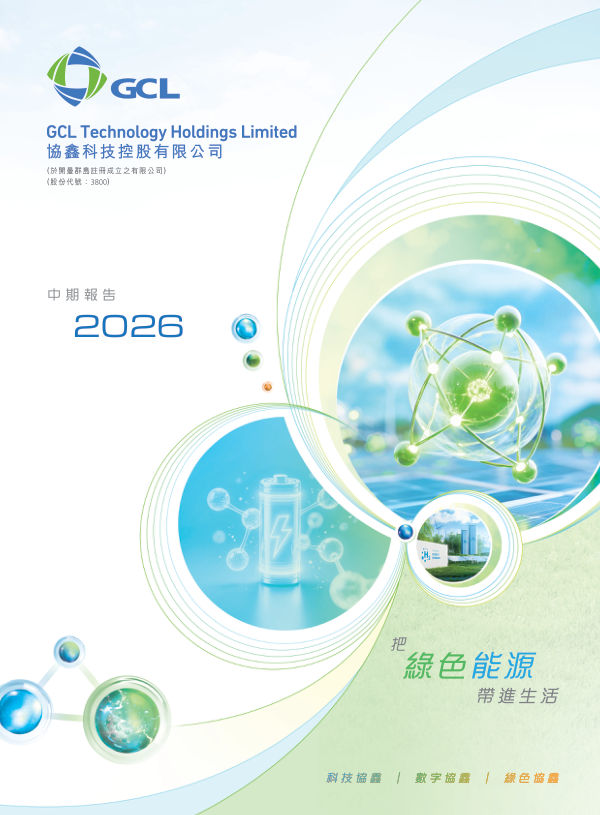 GCL
GCL Technology Holdings Limited
協鑫科技控股有限公司
(於開曼群島註冊成立之有限公司)
(股份代號：3800)
中期報告
2026
把
綠色能源
帶進生活
科技協鑫 | 數字協鑫 | 綠色協鑫